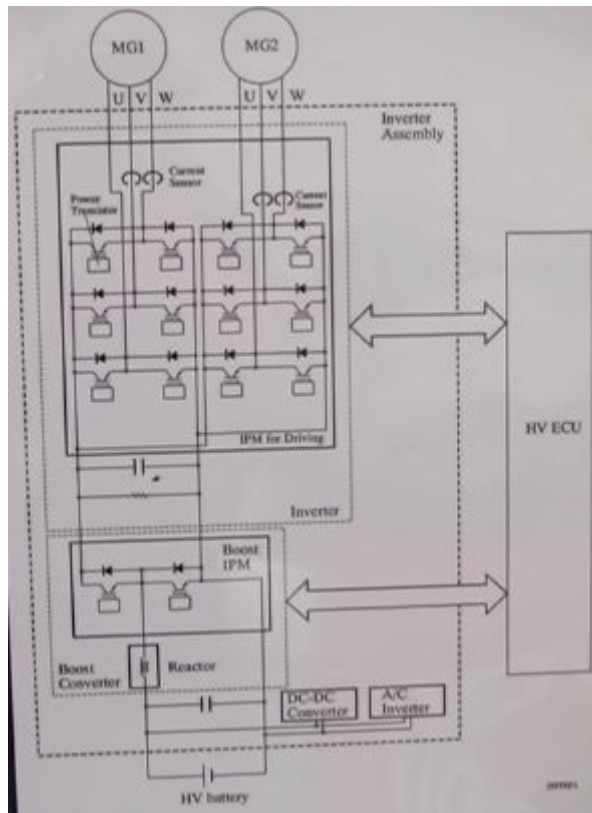 MG1
MG2
U V W
U V W
Inverter
Assembly
Current
Sensor
Power
Transistor
Current
Sensor
IPM for Driving
HV ECU
Inverter
Boost
IPM
Boost
Converter
Reactor
DC-DC
Converter
A/C
Inverter
HV battery